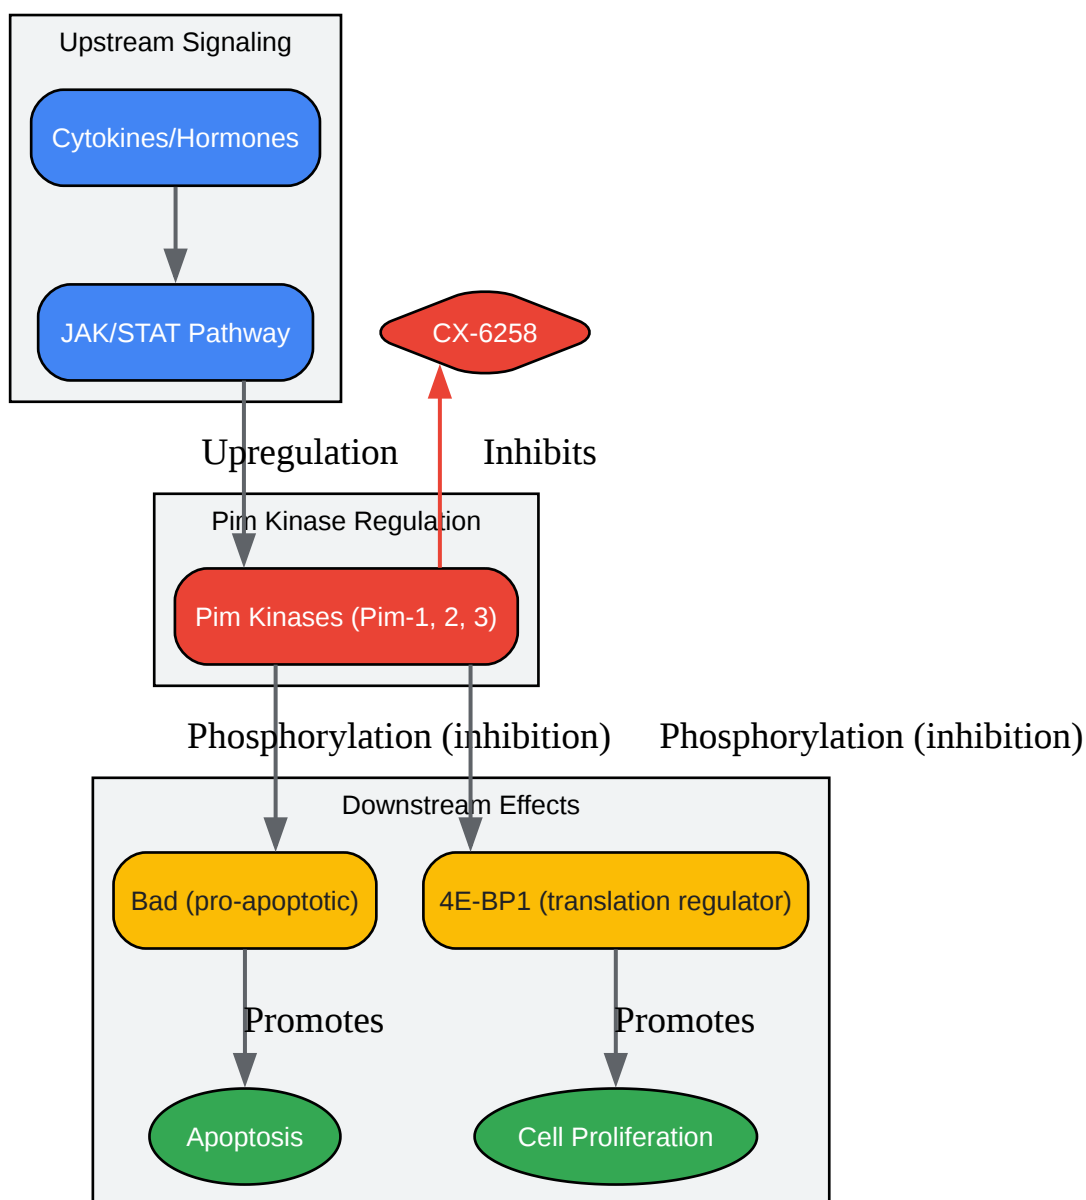 Upstream Signaling
Cytokines/Hormones
JAK/STAT Pathway
CX-6258
Upregulation
Inhibits
Pim Kinase Regulation
Pim Kinases (Pim-1, 2, 3)
Phosphorylation (inhibition)
Phosphorylation (inhibition)
Downstream Effects
Bad (pro-apoptotic)
4E-BP1 (translation regulator)
Promotes
Promotes
Apoptosis
Cell Proliferation